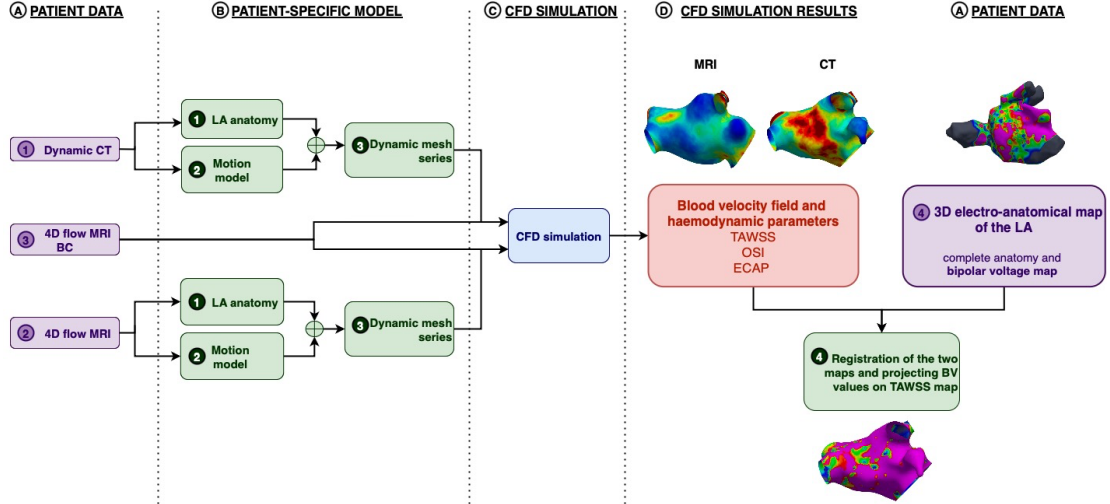 A PATIENT DATA
B PATIENT-SPECIFIC MODEL
C CFD SIMULATION
D CFD SIMULATION RESULTS
A PATIENT DATA
MRI
CT
1 Dynamic CT
1 LA anatomy
2 Motion
model
3 Dynamic mesh
series
3 4D flow MRI
BC
2 4D flow MRI
1 LA anatomy
2 Motion
model
3 Dynamic mesh
series
CFD simulation
Blood velocity field and
haemodynamic parameters
TAWSS
OSI
ECAP
4 3D electro-anatomical map
of the LA
complete anatomy and
bipolar voltage map
4 Registration of the two
maps and projecting BV
values on TAWSS map